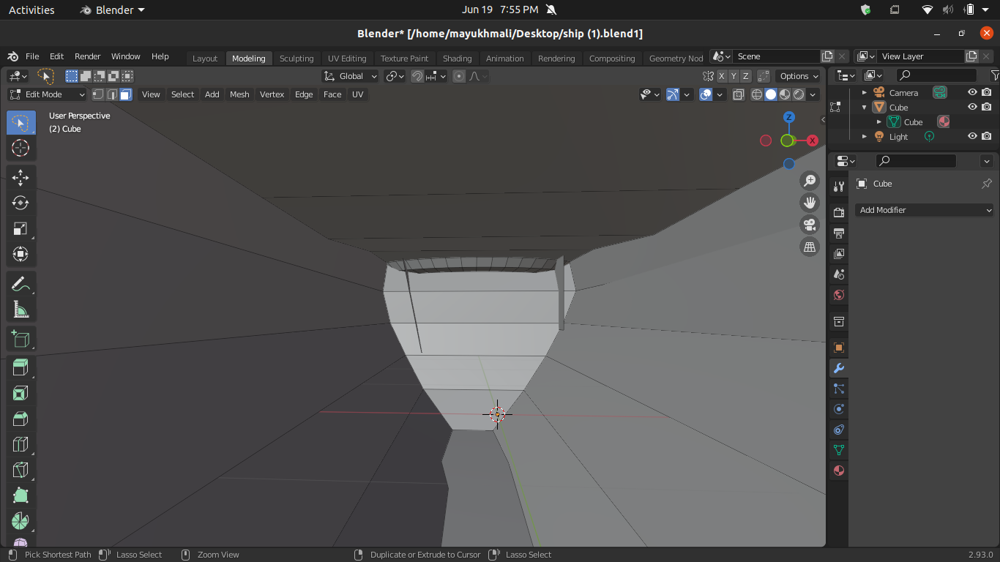 Activities
Blender
Jun 19 7:55 PM
Blender* [/home/mayukhmali/Desktop/ship (1).blend1]
File Edit Render Window Help
Layout Modeling Sculpting UV Editing Texture Paint Shading Animation Rendering Compositing Geometry Nod
Scene
View Layer
Global
X Y Z
Options
Edit Mode
View Select Add Mesh Vertex Edge Face UV
User Perspective
(2) Cube
Z
X
Camera
Cube
Cube
Light
Cube
Add Modifier
Pick Shortest Path
Lasso Select
Zoom View
Duplicate or Extrude to Cursor
Lasso Select
2.93.0